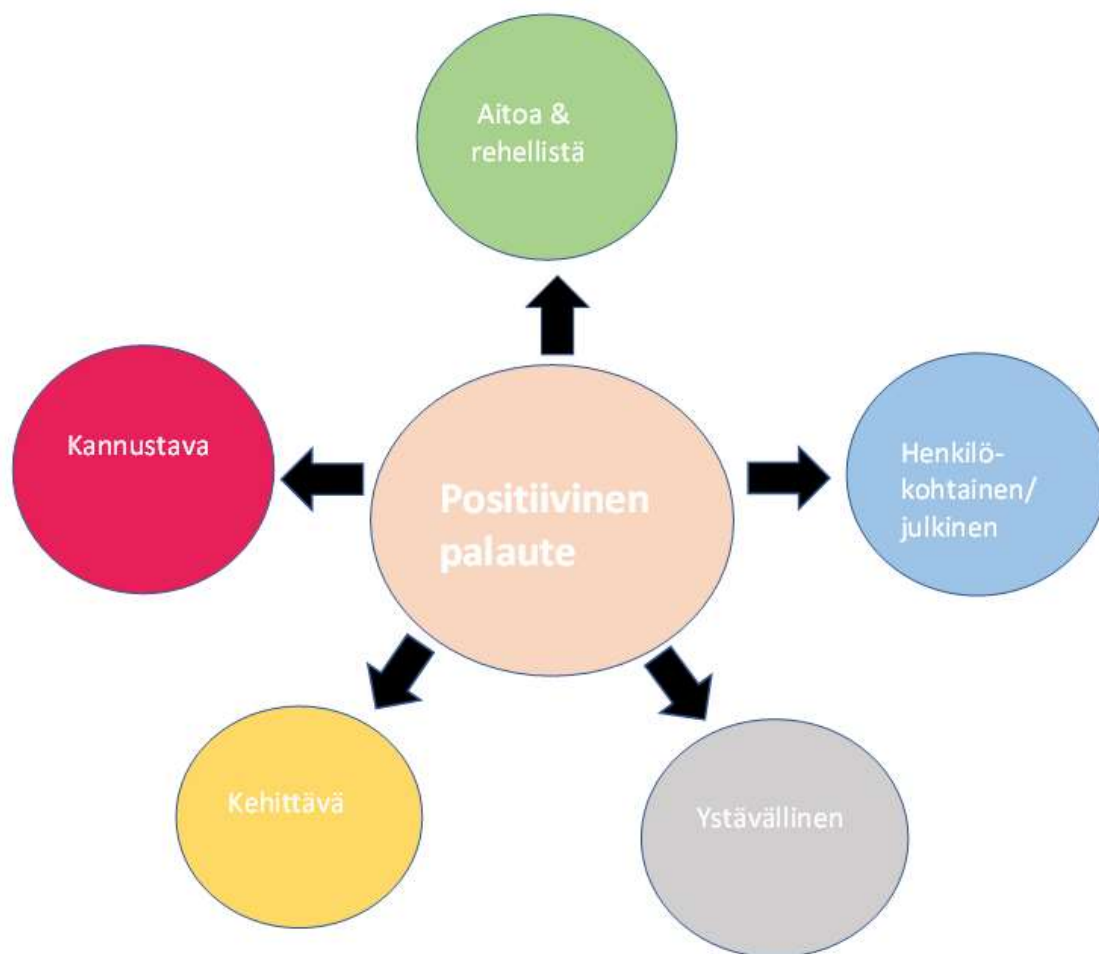 Aitoa &
rehellistä
Kannustava
Henkilö-
kohtainen/
julkinen
Positiivinen
palaute
Kehittävä
Ystävällinen